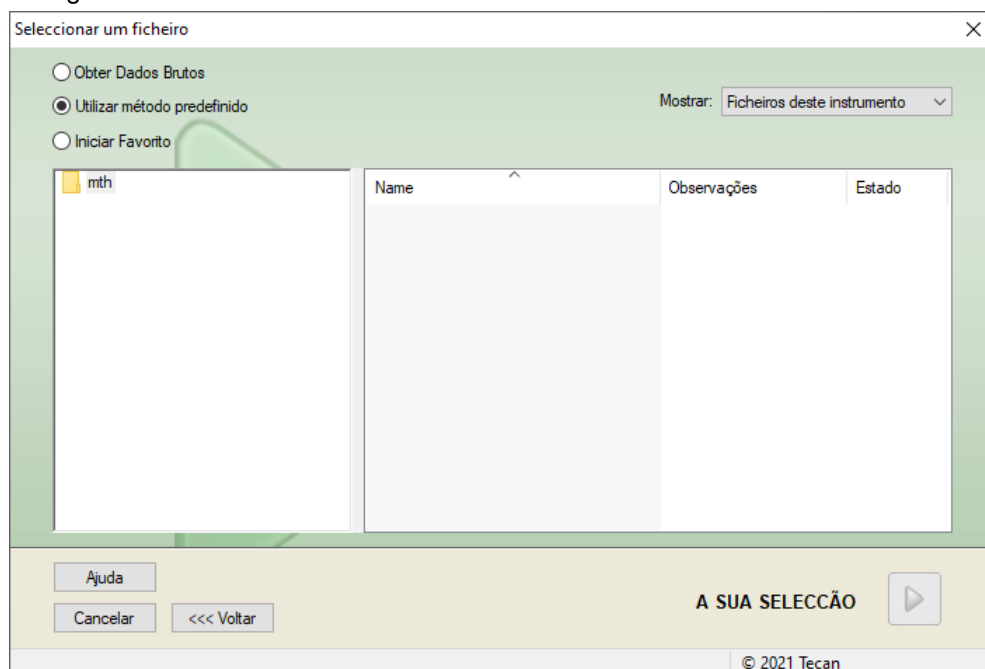 Seleccionar um ficheiro
Obter Dados Brutos
Utilizar método predefinido
Mostrar: Ficheiros deste instrumento
Iniciar Favorito
mth
Name Observações Estado
Ajuda
A SUA SELECCÃO
Cancelar <<< Voltar
© 2021 Tecan